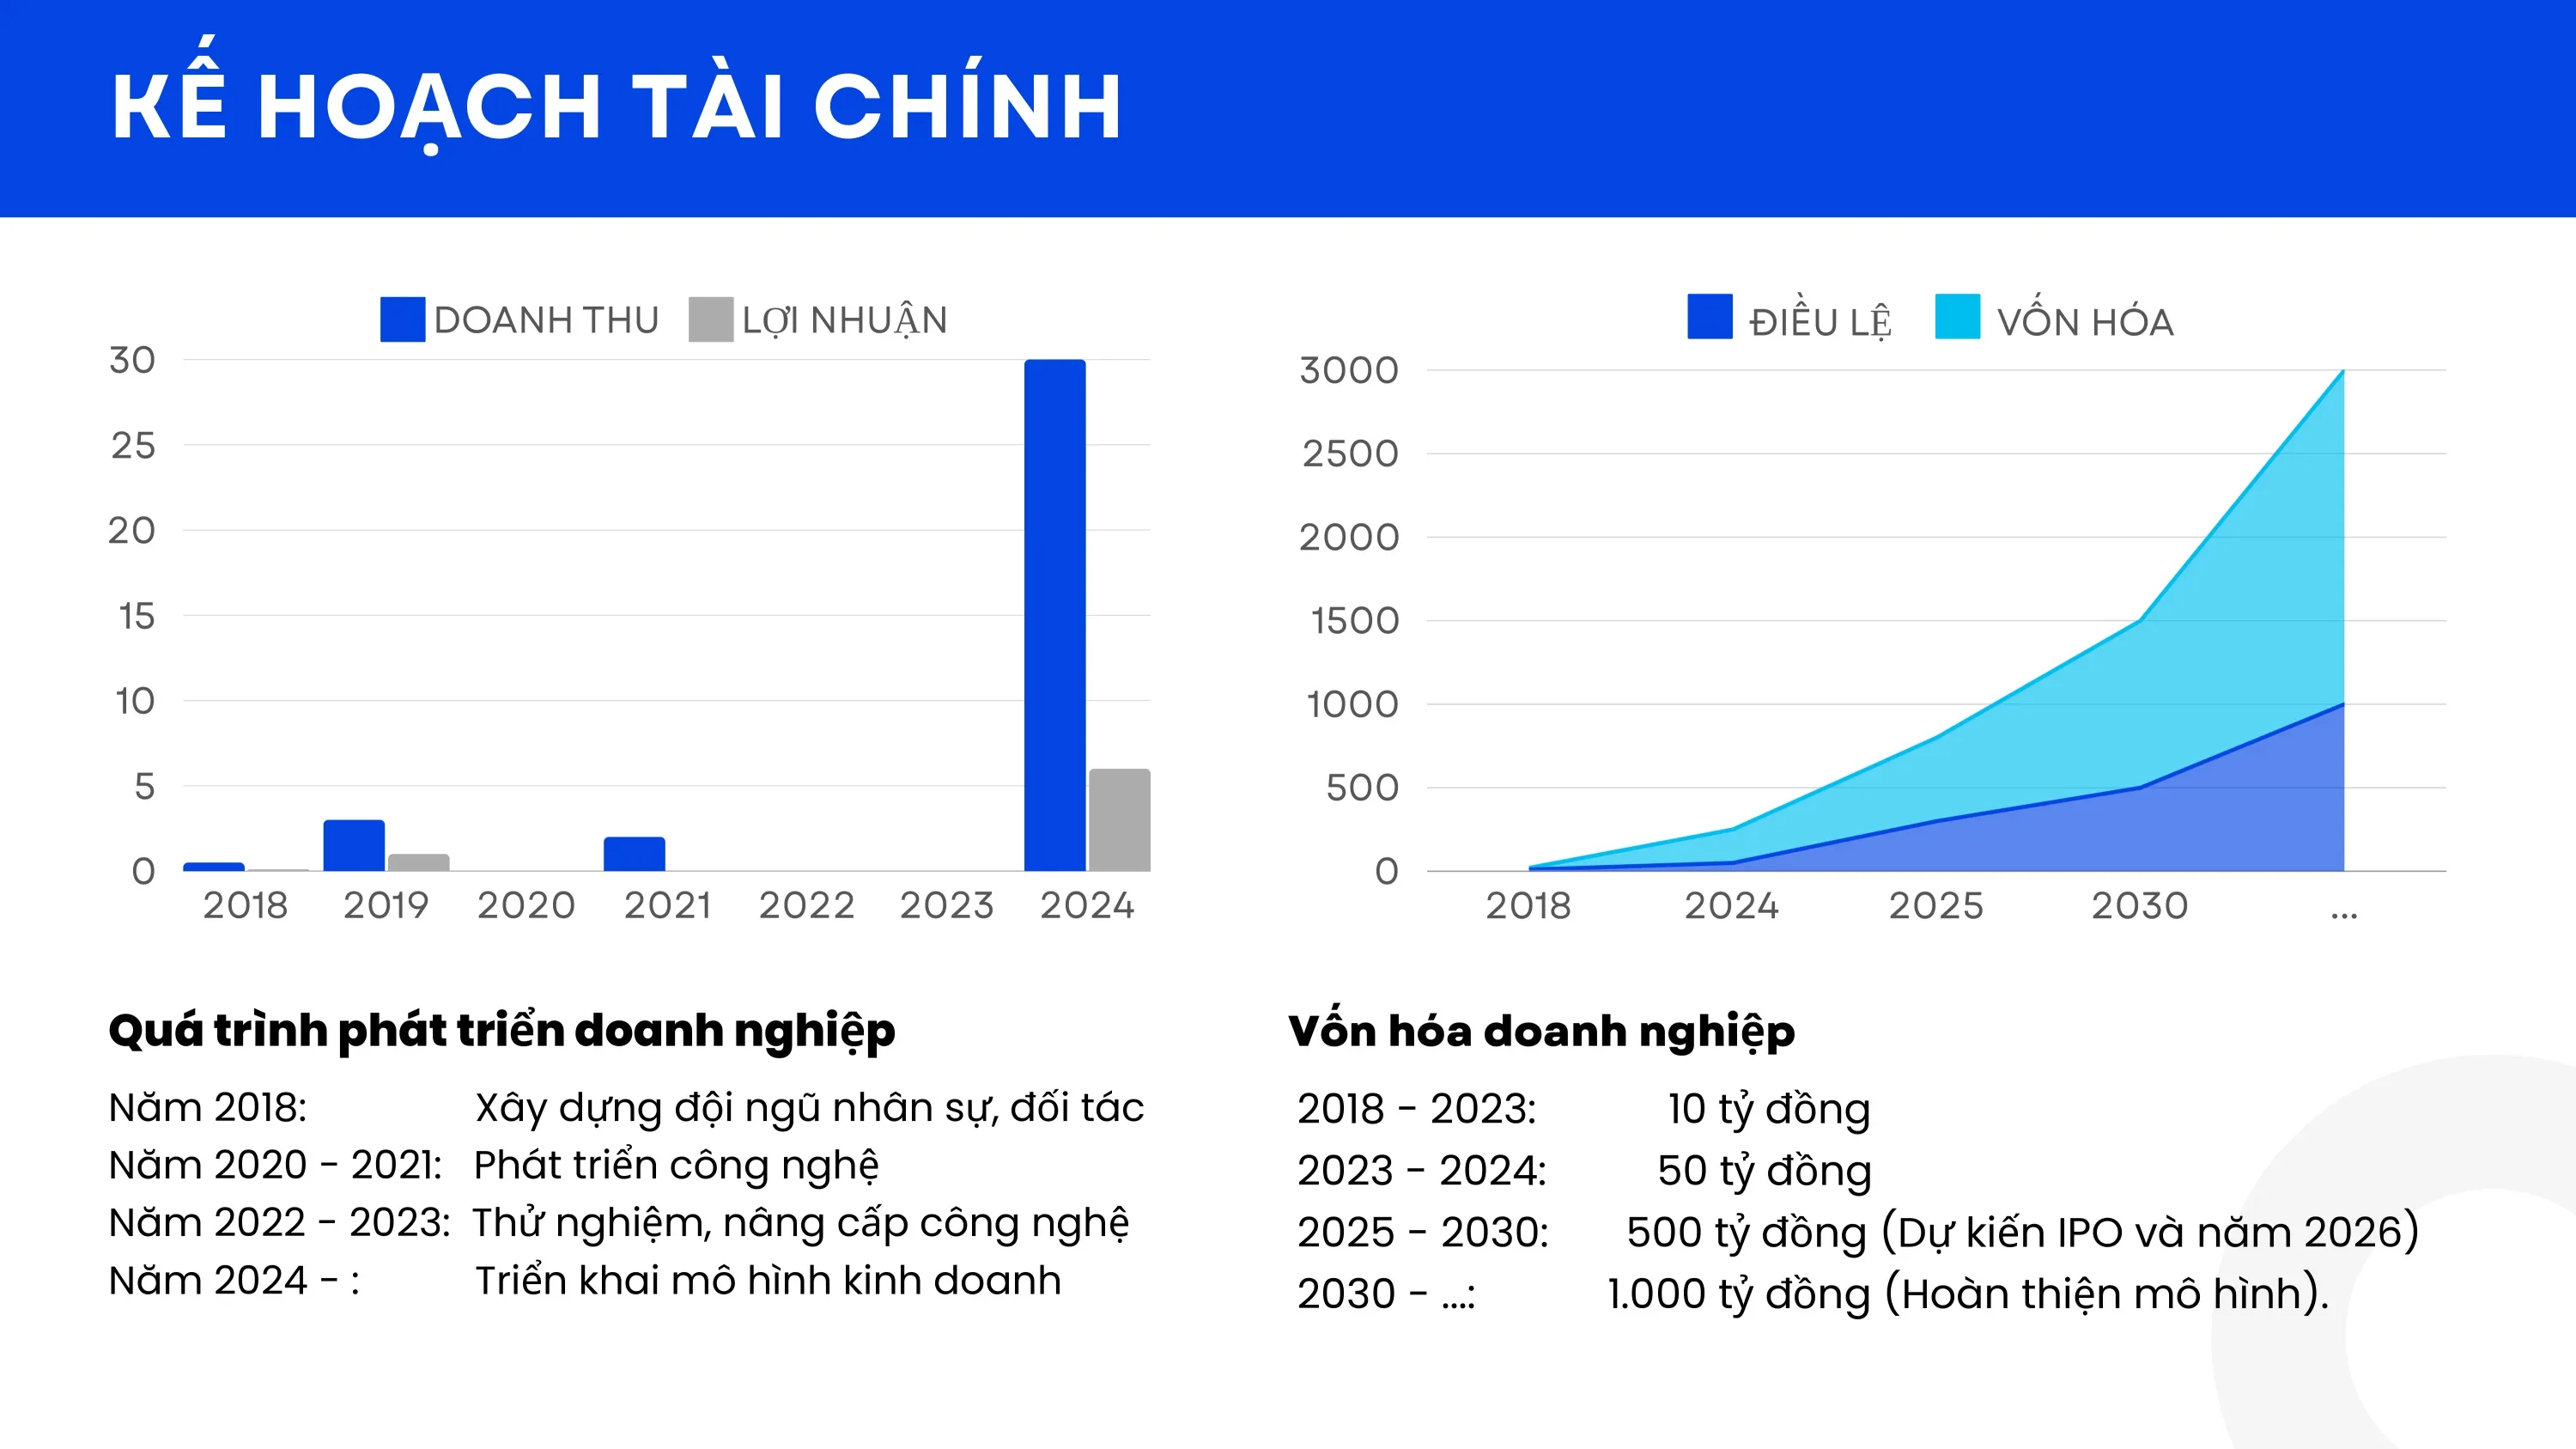 KẾ HOẠCH TÀI CHÍNH
DOANH THU LỢI NHUẬN
30
25
20
15
10
5
0
2018 2019 2020 2021 2022 2023 2024
ĐIỀU LỆ VỐN HÓA
3000
2500
2000
1500
1000
500
0
2018 2024 2025 2030 ...
Quá trình phát triển doanh nghiệp
Năm 2018: Xây dựng đội ngũ nhân sự, đối tác
Năm 2020 - 2021: Phát triển công nghệ
Năm 2022 - 2023: Thử nghiệm, nâng cấp công nghệ
Năm 2024 - : Triển khai mô hình kinh doanh
Vốn hóa doanh nghiệp
2018 - 2023: 10 tỷ đồng
2023 - 2024: 50 tỷ đồng
2025 - 2030: 500 tỷ đồng (Dự kiến IPO và năm 2026)
2030 - ...: 1.000 tỷ đồng (Hoàn thiện mô hình).